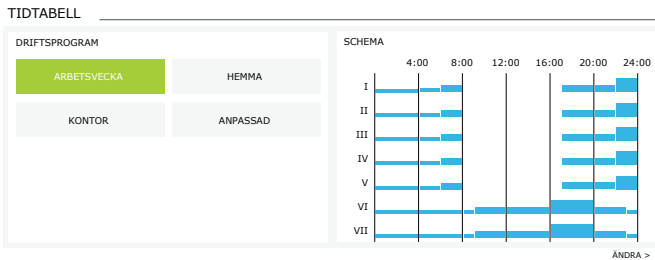 TIDTABELL
DRIFTSPROGRAM
ARBETSVECKA
HEMMA
KONTOR
ANPASSAD
SCHEMA
4:00 8:00 12:00 16:00 20:00 24:00
I
II
III
IV
V
VI
VII
ÄNDRA >